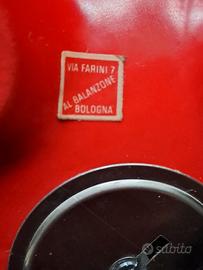 VIA FARINI 7
AL BALANZONE
BOLOGNA
subito